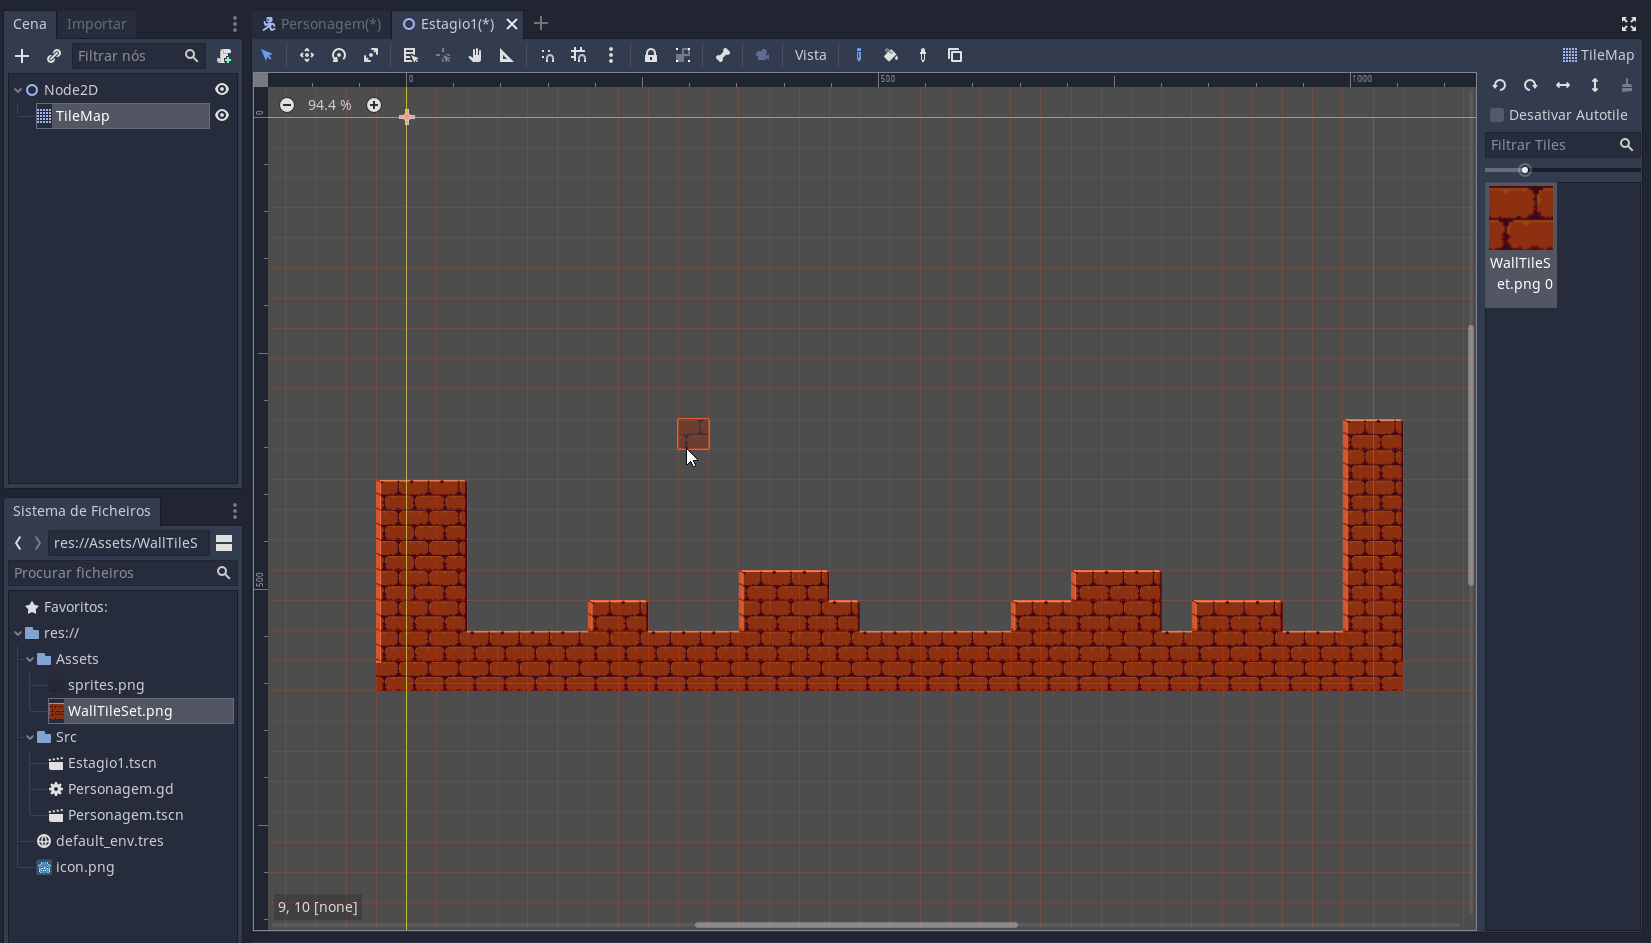 Cena
Importar
Filtrar nós
Node2D
TileMap
Sistema de Ficheiros
res://Assets/WallTileS
Procurar ficheiros
Favoritos:
res://
Assets
sprites.png
WallTileSet.png
Src
Estagio1.tscn
Personagem.gd
Personagem.tscn
default_env.tres
icon.png
Personagem(*)
Estagio1(*)
Vista
TileMap
0
500
1000
0
500
94.4 %
9, 10 [none]
Desativar Autotile
Filtrar Tiles
WallTileS
et.png 0